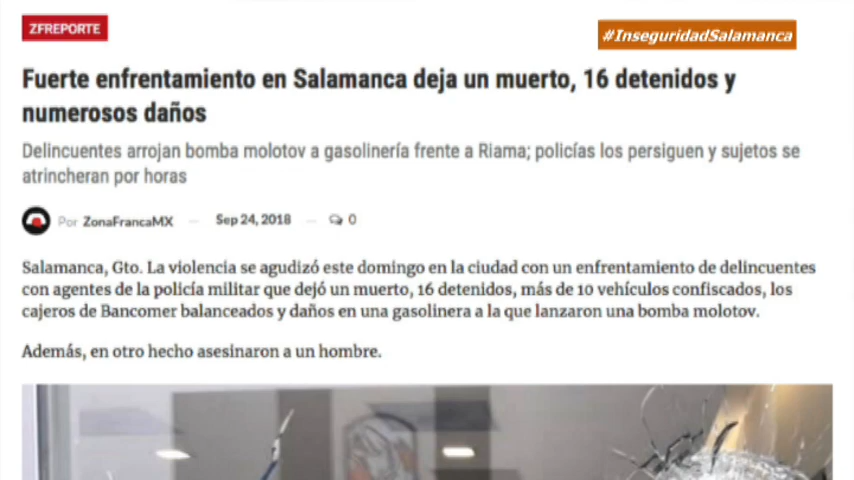 ZFREPORTE
#InseguridadSalamanca
Fuerte enfrentamiento en Salamanca deja un muerto, 16 detenidos y
numerosos daños
Delincuentes arrojan bomba molotov a gasolinería frente a Riama; policías los persiguen y sujetos se
atrincheran por horas
Por ZonaFrancaMX — Sep 24, 2018 — 0
Salamanca, Gto. La violencia se agudizó este domingo en la ciudad con un enfrentamiento de delincuentes
con agentes de la policía militar que dejó un muerto, 16 detenidos, más de 10 vehículos confiscados, los
cajeros de Bancomer balanceados y daños en una gasolinera a la que lanzaron una bomba molotov.
Además, en otro hecho asesinaron a un hombre.